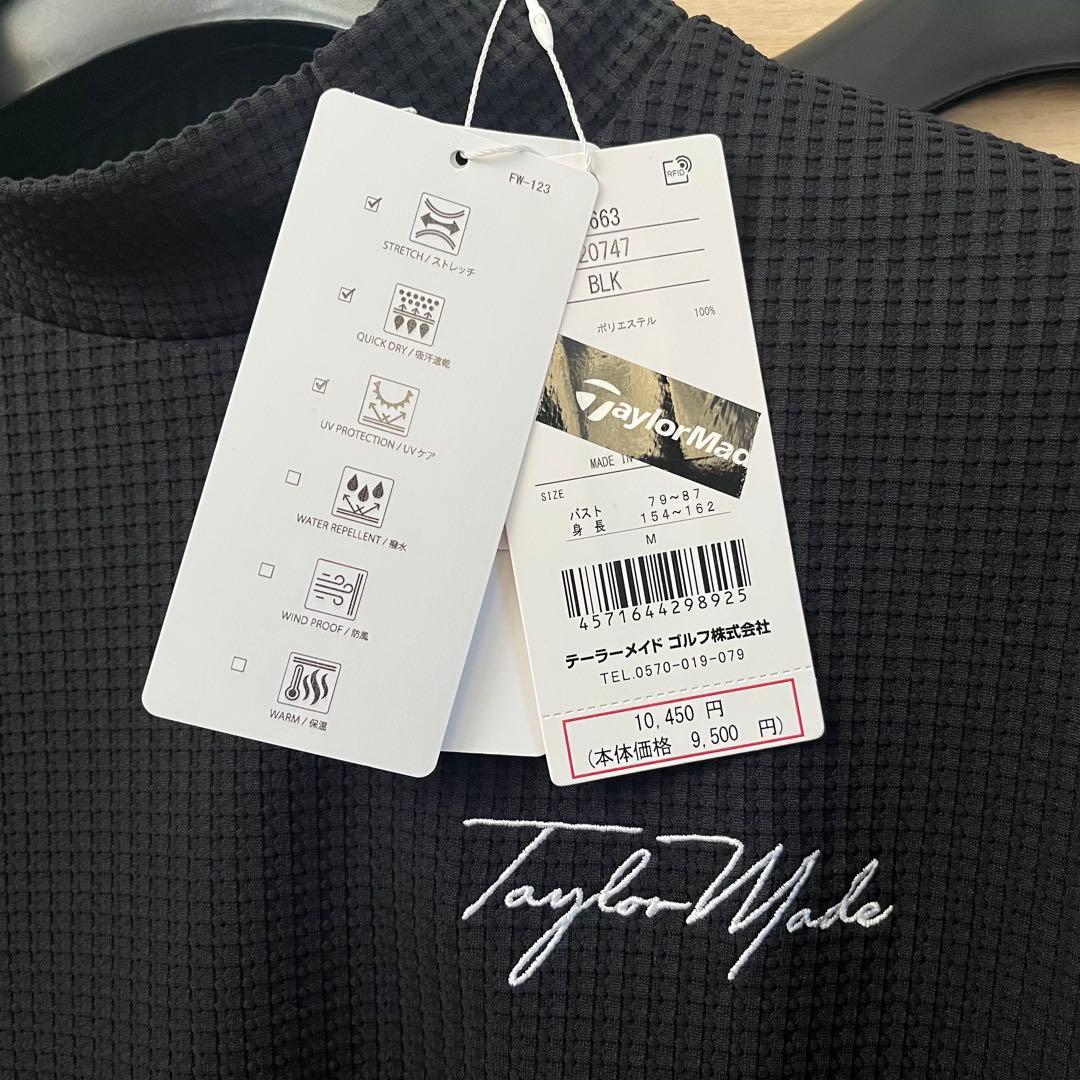 FW-123
STRETCH / ストレッチ
QUICK DRY / 吸汗速乾
UV PROTECTION / UVケア
WATER REPELLENT / 撥水
WIND PROOF / 防風
WARM / 保温
RFID
663
20747
BLK
ポリエステル 100%
TaylorMad
MADE IN
SIZE
バスト 79~87
身長 154~162
M
4571644298925
テーラーメイド ゴルフ株式会社
TEL.0570-019-079
10,450 円
(本体価格 9,500 円)
TaylorMade